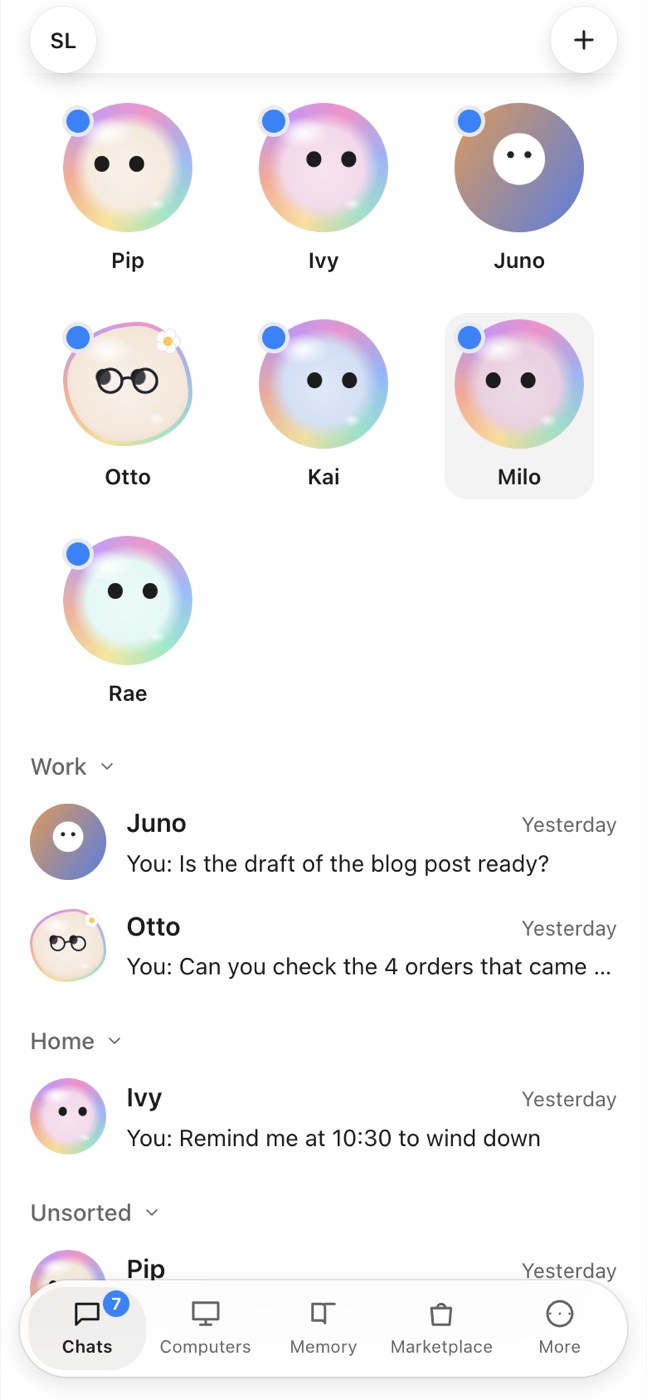 SL
Pip
Ivy
Juno
Otto
Kai
Milo
Rae
Work
Juno
Yesterday
You: Is the draft of the blog post ready?
Otto
Yesterday
You: Can you check the 4 orders that came ...
Home
Ivy
Yesterday
You: Remind me at 10:30 to wind down
Unsorted
Pip
Yesterday
7
Chats
Computers
Memory
Marketplace
More